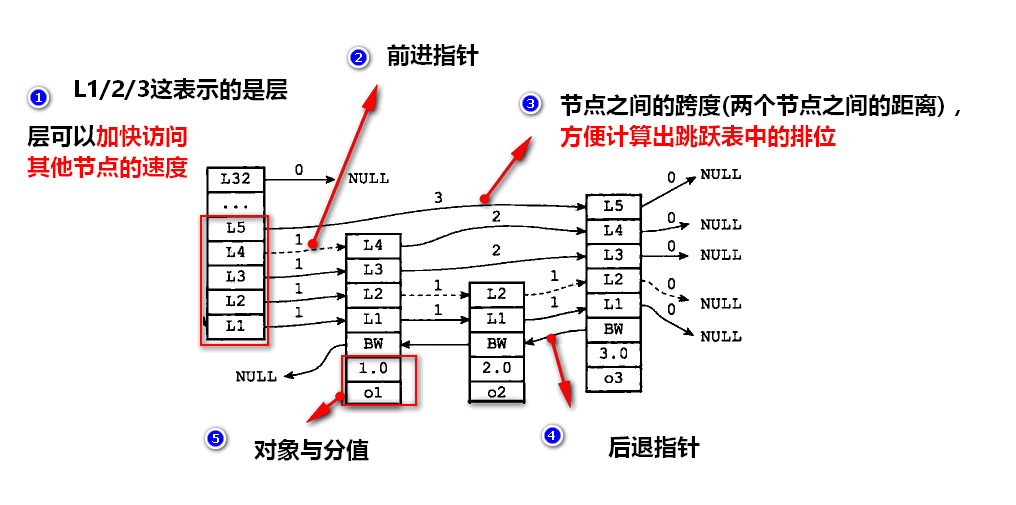 ② 前进指针
① L1/2/3这表示的是层
层可以加快访问
其他节点的速度
③ 节点之间的跨度(两个节点之间的距离)，
方便计算出跳跃表中的排位
L32
...
L5
L4
L3
L2
L1
0
NULL
3
1
1
1
1
L4
L3
L2
L1
BW
1.0
o1
NULL
2
2
1
1
L2
L1
BW
2.0
o2
1
1
L5
L4
L3
L2
L1
BW
3.0
o3
0
NULL
0
NULL
0
NULL
0
NULL
0
NULL
⑤ 对象与分值
④ 后退指针